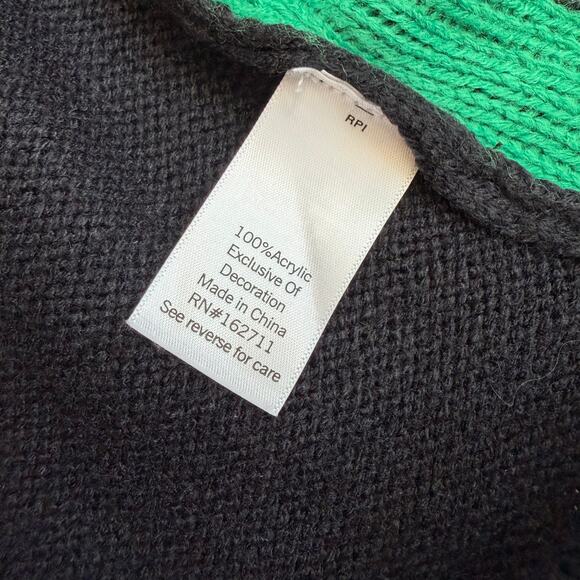 RPI
100%Acrylic
Exclusive Of
Decoration
Made in China
RN#162711
See reverse for care